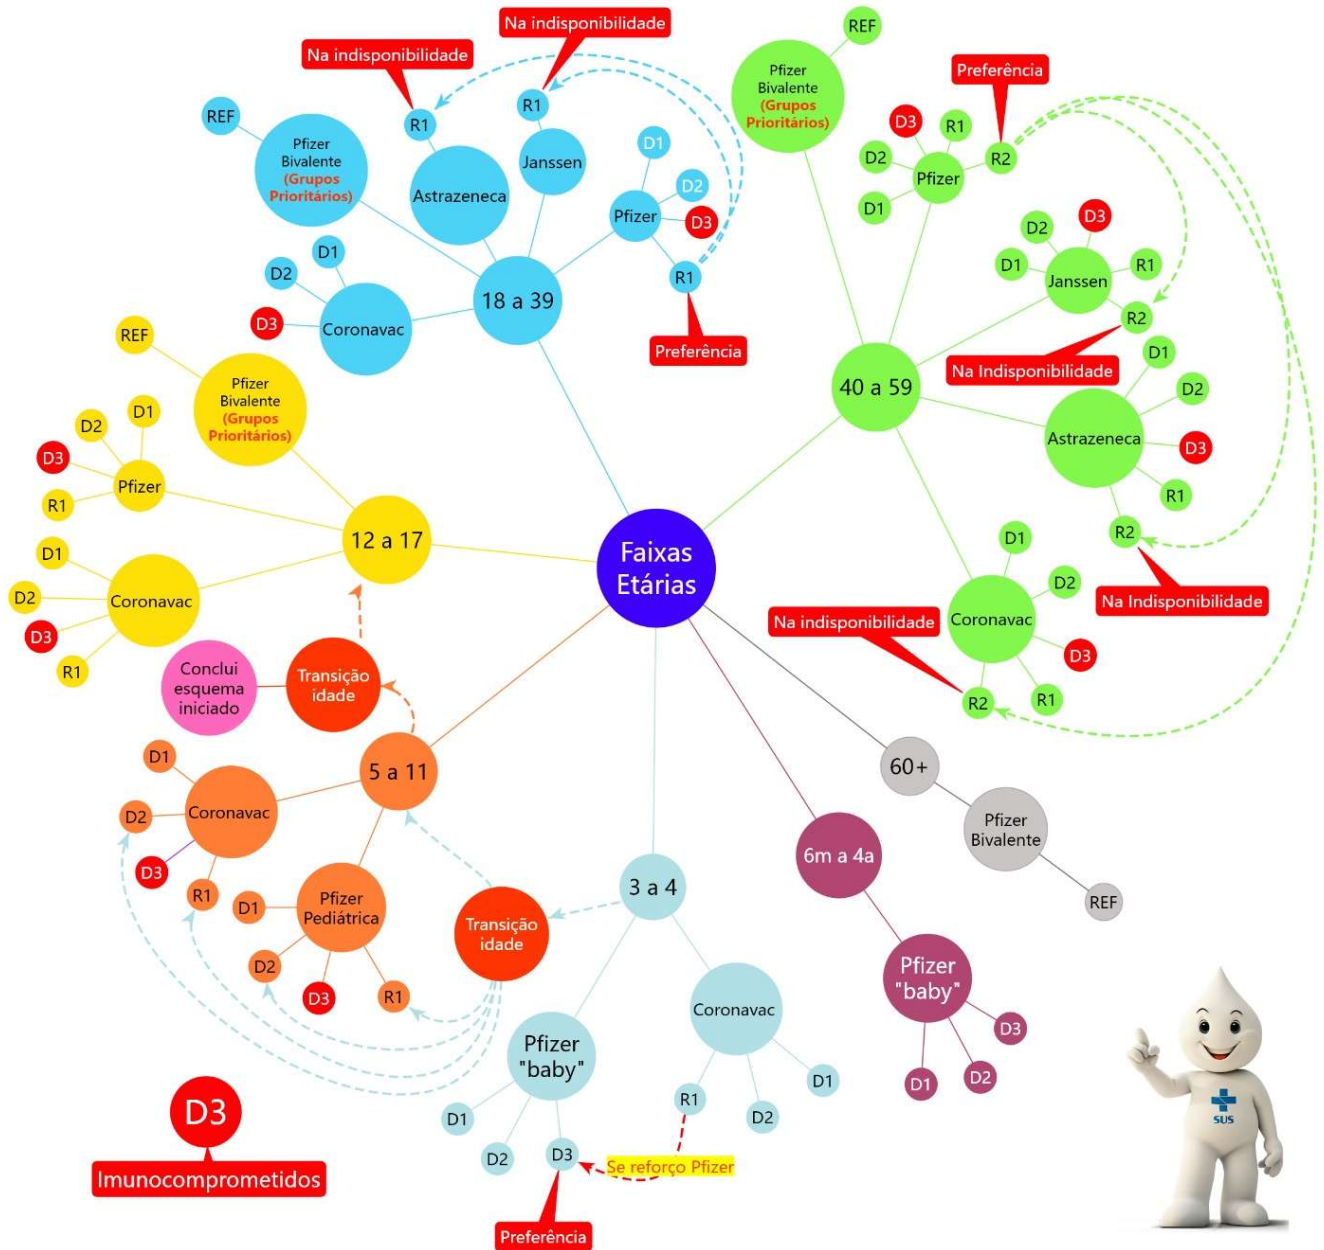 Na indisponibilidade
Na indisponibilidade
REF
Pfizer
Bivalente
(Grupos
Prioritários)
R1
Astrazeneca
R1
Janssen
D1
D2
Pfizer
D3
R1
Preferência
D1
D2
D3
Coronavac
18 a 39
REF
Pfizer
Bivalente
(Grupos
Prioritários)
Preferência
D3
R1
D2
R2
Pfizer
D1
D3
D2
D1
R1
Janssen
R2
Na Indisponibilidade
40 a 59
D1
D2
Astrazeneca
D3
R1
R2
Na Indisponibilidade
D1
D2
Coronavac
D3
R1
R2
Na indisponibilidade
REF
Pfizer
Bivalente
(Grupos
Prioritários)
D1
D2
D3
Pfizer
R1
12 a 17
D1
D2
Coronavac
D3
R1
Faixas
Etárias
Conclui
esquema
iniciado
Transição
idade
5 a 11
D1
Coronavac
D2
D3
R1
Pfizer
Pediátrica
D1
D2
D3
R1
Transição
idade
3 a 4
Pfizer
"baby"
D1
D2
D3
Preferência
Coronavac
R1
D2
D1
Se reforço Pfizer
6m a 4a
Pfizer
"baby"
D1
D2
D3
60+
Pfizer
Bivalente
REF
D3
Imunocomprometidos
SUS